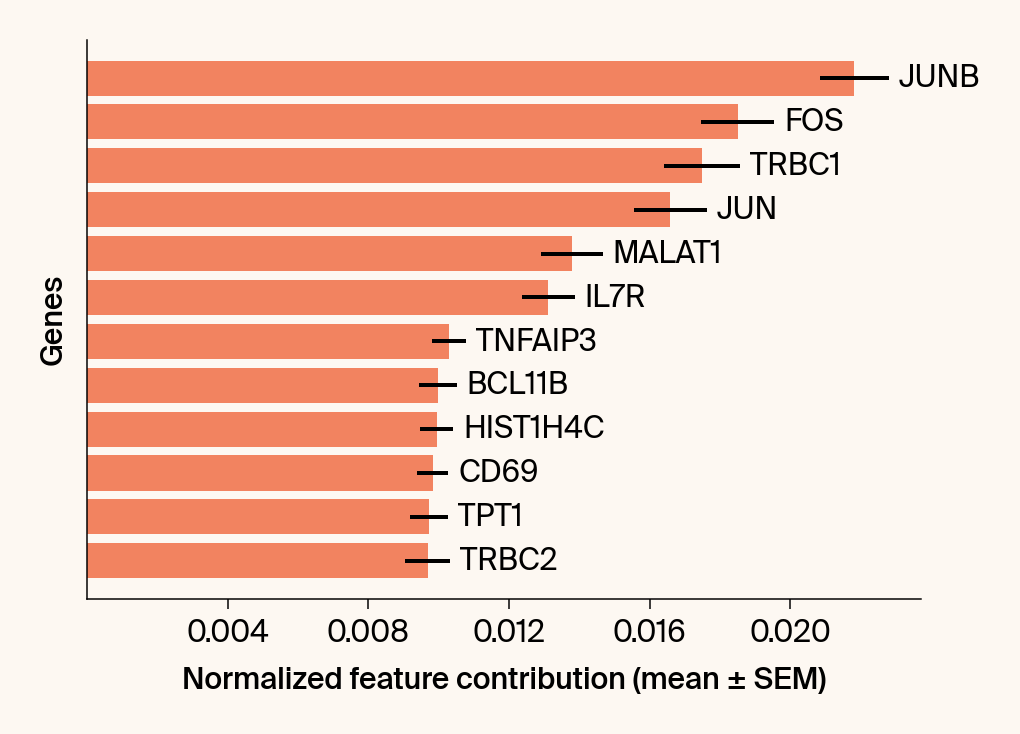 JUNB
FOS
TRBC1
JUN
MALAT1
IL7R
TNFAIP3
BCL11B
HIST1H4C
CD69
TPT1
TRBC2
Genes
0.004 0.008 0.012 0.016 0.020
Normalized feature contribution (mean ± SEM)